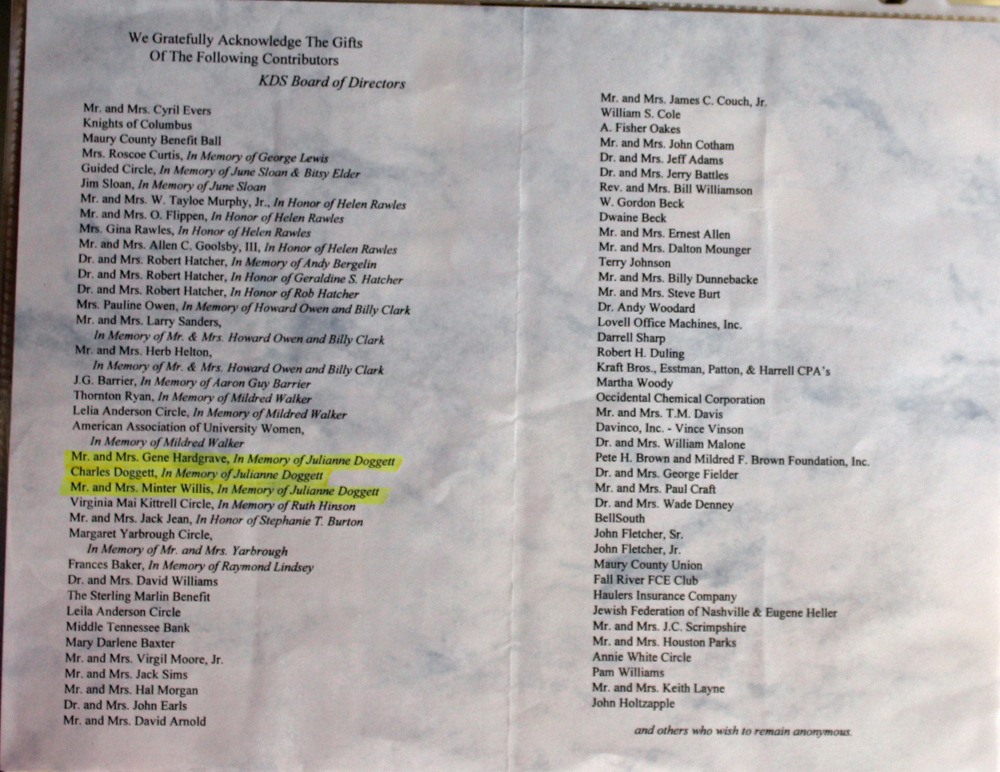 We Gratefully Acknowledge The Gifts
Of The Following Contributors
KDS Board of Directors
Mr. and Mrs. Cyril Evers
Knights of Columbus
Maury County Benefit Ball
Mrs. Roscoe Curtis, In Memory of George Lewis
Guided Circle, In Memory of June Sloan & Bitsy Elder
Jim Sloan, In Memory of June Sloan
Mr. and Mrs. W. Tayloe Murphy, Jr., In Honor of Helen Rawles
Mr. and Mrs. O. Flippen, In Honor of Helen Rawles
Mrs. Gina Rawles, In Honor of Helen Rawles
Mr. and Mrs. Allen C. Goolsby, III, In Honor of Helen Rawles
Dr. and Mrs. Robert Hatcher, In Memory of Andy Bergelin
Dr. and Mrs. Robert Hatcher, In Honor of Geraldine S. Hatcher
Dr. and Mrs. Robert Hatcher, In Honor of Rob Hatcher
Mrs. Pauline Owen, In Memory of Howard Owen and Billy Clark
Mr. and Mrs. Larry Sanders,
In Memory of Mr. & Mrs. Howard Owen and Billy Clark
Mr. and Mrs. Herb Helton,
In Memory of Mr. & Mrs. Howard Owen and Billy Clark
J.G. Barrier, In Memory of Aaron Guy Barrier
Thornton Ryan, In Memory of Mildred Walker
Lelia Anderson Circle, In Memory of Mildred Walker
American Association of University Women,
In Memory of Mildred Walker
Mr. and Mrs. Gene Hardgrave, In Memory of Julianne Doggett
Charles Doggett, In Memory of Julianne Doggett
Mr. and Mrs. Minter Willis, In Memory of Julianne Doggett
Virginia Mai Kittrell Circle, In Memory of Ruth Hinson
Mr. and Mrs. Jack Jean, In Honor of Stephanie T. Burton
Margaret Yarbrough Circle,
In Memory of Mr. and Mrs. Yarbrough
Frances Baker, In Memory of Raymond Lindsey
Dr. and Mrs. David Williams
The Sterling Marlin Benefit
Leila Anderson Circle
Middle Tennessee Bank
Mary Darlene Baxter
Mr. and Mrs. Virgil Moore, Jr.
Mr. and Mrs. Jack Sims
Mr. and Mrs. Hal Morgan
Dr. and Mrs. John Earls
Mr. and Mrs. David Arnold
Mr. and Mrs. James C. Couch, Jr.
William S. Cole
A. Fisher Oakes
Mr. and Mrs. John Cotham
Dr. and Mrs. Jeff Adams
Dr. and Mrs. Jerry Battles
Rev. and Mrs. Bill Williamson
W. Gordon Beck
Dwaine Beck
Mr. and Mrs. Ernest Allen
Mr. and Mrs. Dalton Mounger
Terry Johnson
Mr. and Mrs. Billy Dunnebacke
Mr. and Mrs. Steve Burt
Dr. Andy Woodard
Lovell Office Machines, Inc.
Darrell Sharp
Robert H. Duling
Kraft Bros., Esstman, Patton, & Harrell CPA's
Martha Woody
Occidental Chemical Corporation
Mr. and Mrs. T.M. Davis
Davinco, Inc. - Vince Vinson
Dr. and Mrs. William Malone
Pete H. Brown and Mildred F. Brown Foundation, Inc.
Dr. and Mrs. George Fielder
Mr. and Mrs. Paul Craft
Dr. and Mrs. Wade Denney
BellSouth
John Fletcher, Sr.
John Fletcher, Jr.
Maury County Union
Fall River FCE Club
Haulers Insurance Company
Jewish Federation of Nashville & Eugene Heller
Mr. and Mrs. J.C. Scrimpshire
Mr. and Mrs. Houston Parks
Annie White Circle
Pam Williams
Mr. and Mrs. Keith Layne
John Holtzapple
and others who wish to remain anonymous.